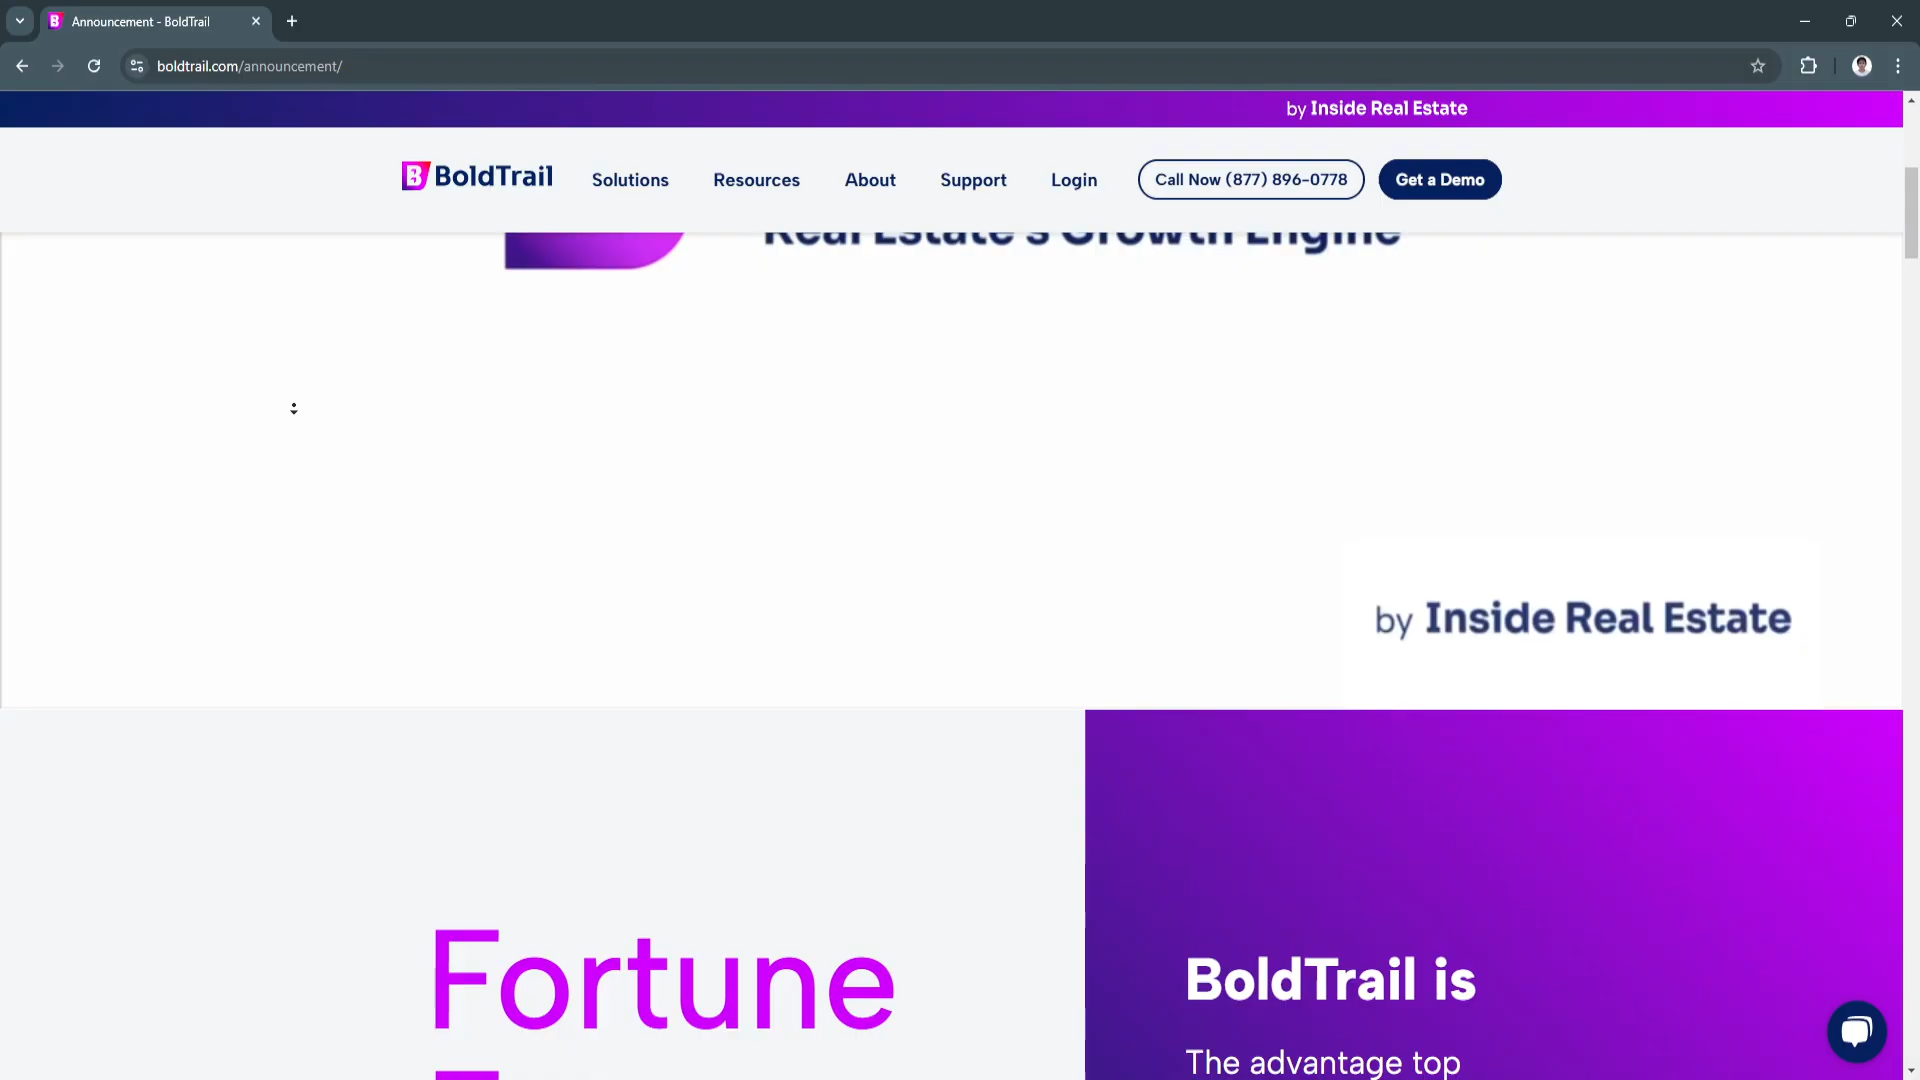 Announcement - BoldTrail
boldtrail.com/announcement/
by Inside Real Estate
BoldTrail
Solutions
Resources
About
Support
Login
Call Now (877) 896-0778
Get a Demo
Real Estate's Growth Engine
by Inside Real Estate
Fortune
BoldTrail is
The advantage top